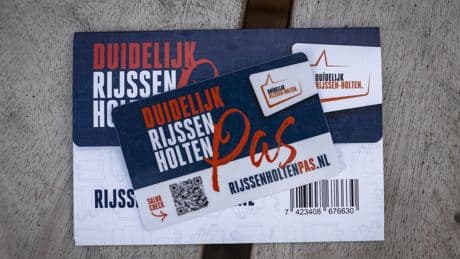 DUIDELIJK
RIJSSEN
HOLTEN
DUIDELIJK
RIJSSEN-HOLTEN.
RIJSS
NL
7 423408 676630
DUIDELIJK
RIJSSEN
HOLTEN
Pas
DUIDELIJK
RIJSSEN-HOLTEN.
RIJSSENHOLTENPAS.NL
SALDO
CHECK